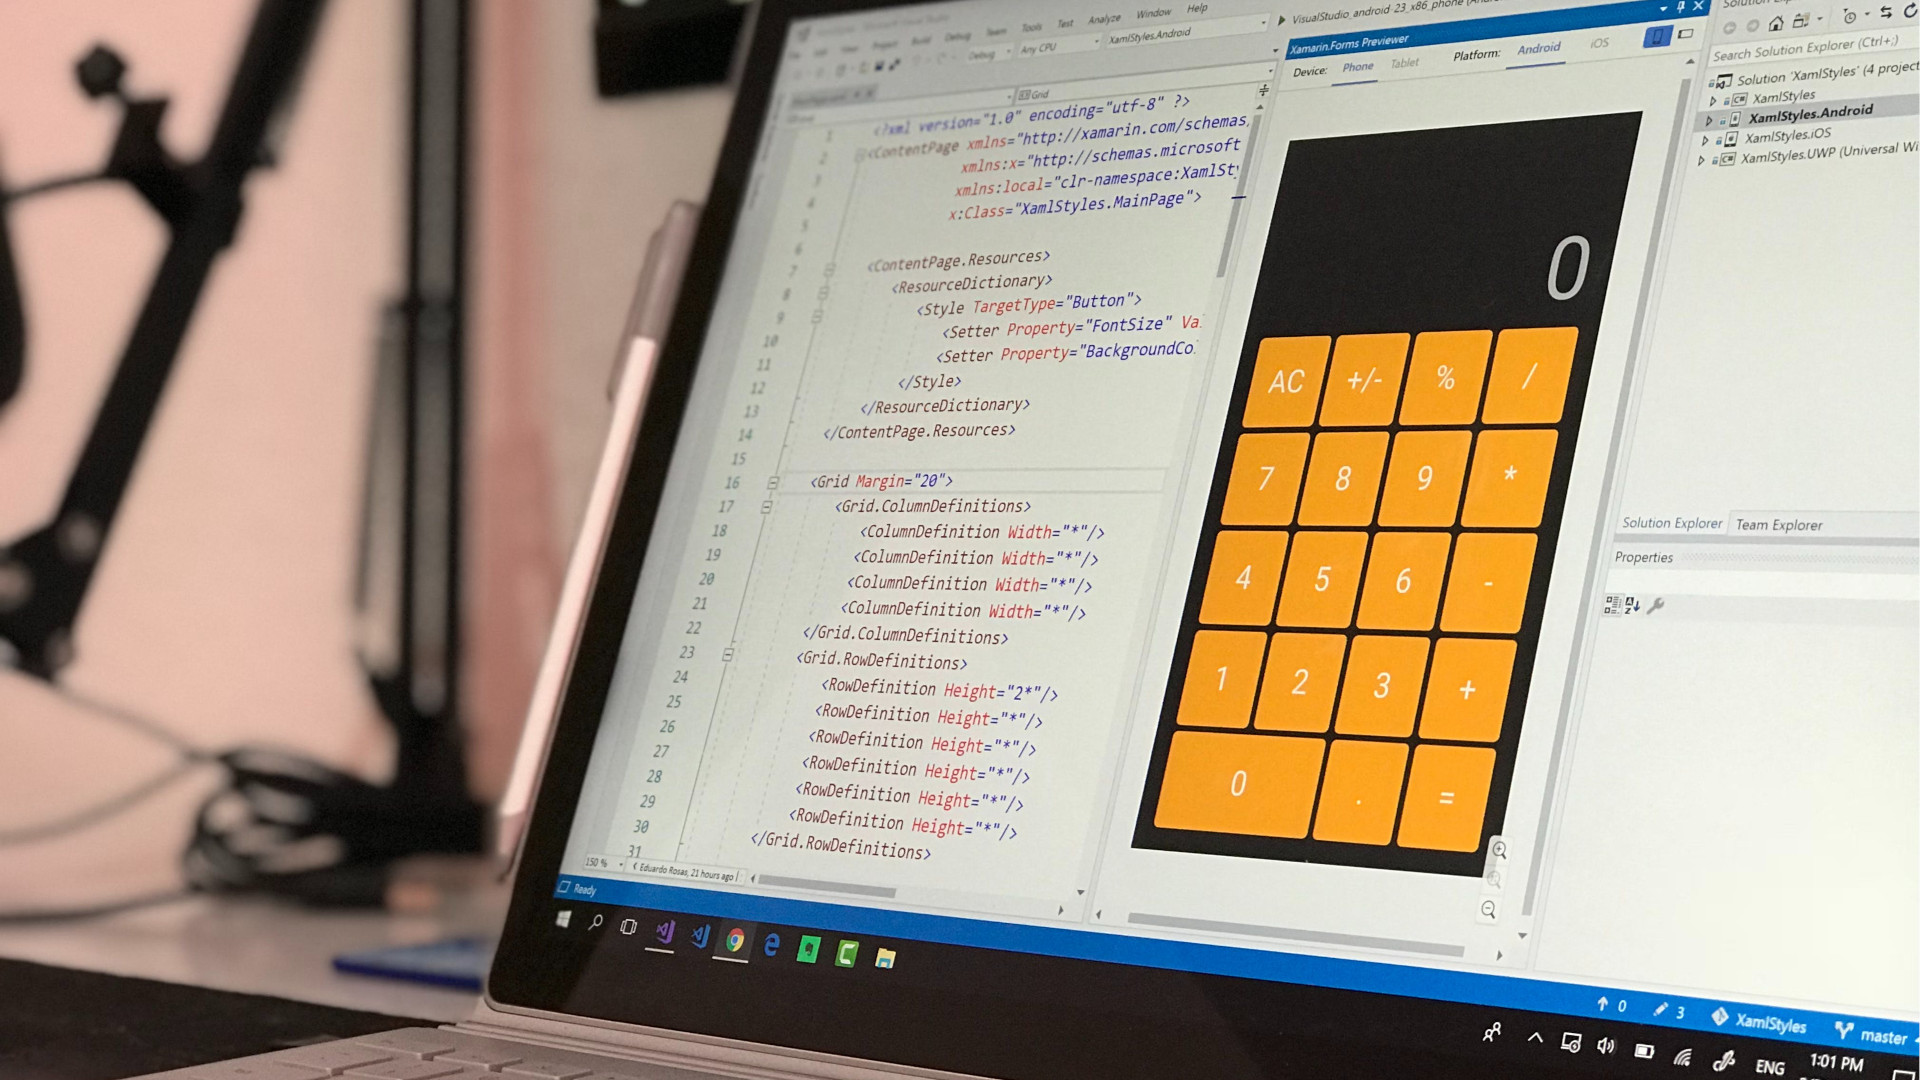 Tools Test Analyze Window Help
Debug Any CPU XamlStyles.Android VisualStudio_android-23_x86_phone
Grid
1 <?xml version="1.0" encoding="utf-8" ?>
2 <ContentPage xmlns="http://xamarin.com/schemas
3 xmlns:x="http://schemas.microsoft
4 xmlns:local="clr-namespace:XamlSty
5 x:Class="XamlStyles.MainPage">
6
7 <ContentPage.Resources>
8 <ResourceDictionary>
9 <Style TargetType="Button">
10 <Setter Property="FontSize" Va
11 <Setter Property="BackgroundCo
12 </Style>
13 </ResourceDictionary>
14 </ContentPage.Resources>
15
16 <Grid Margin="20">
17 <Grid.ColumnDefinitions>
18 <ColumnDefinition Width="*"/>
19 <ColumnDefinition Width="*"/>
20 <ColumnDefinition Width="*"/>
21 <ColumnDefinition Width="*"/>
22 </Grid.ColumnDefinitions>
23 <Grid.RowDefinitions>
24 <RowDefinition Height="2*"/>
25 <RowDefinition Height="*"/>
26 <RowDefinition Height="*"/>
27 <RowDefinition Height="*"/>
28 <RowDefinition Height="*"/>
29 <RowDefinition Height="*"/>
30 </Grid.RowDefinitions>
31
150 % Eduardo Rosas, 21 hours ago
Ready
Xamarin.Forms Previewer
Device: Phone Tablet Platform: Android iOS
0
AC +/- % /
7 8 9 *
4 5 6 -
1 2 3 +
0 . =
Search Solution Explorer (Ctrl+;)
Solution 'XamlStyles' (4 project
XamlStyles
XamlStyles.Android
XamlStyles.iOS
XamlStyles.UWP (Universal Wi
Solution Explorer Team Explorer
Properties
0 3 XamlStyles master
ENG 1:01 PM